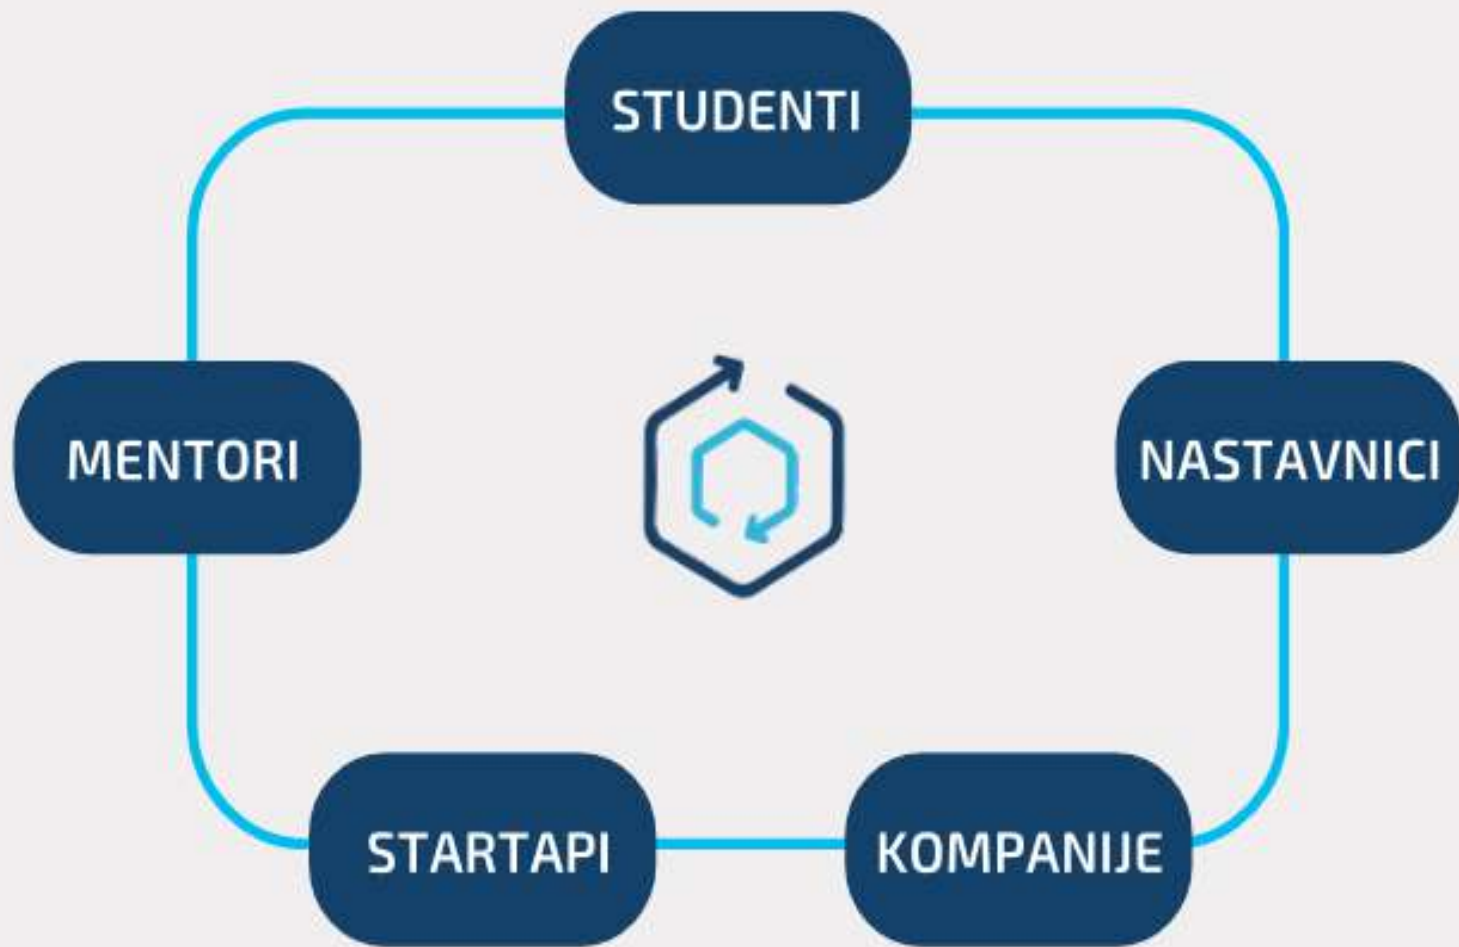 STUDENTI
MENTORI
NASTAVNICI
STARTAPI
KOMPANIJE